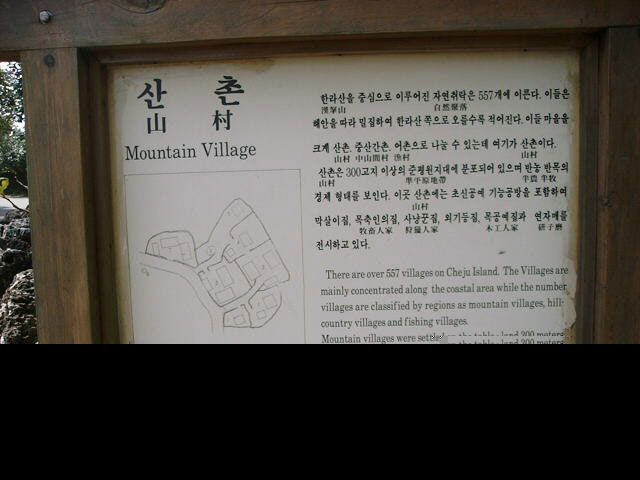 산 촌
山 村
Mountain Village
한라산을 중심으로 이루어진 자연취락은 557개에 이른다. 이들은
漢拏山 自然聚落
해안을 따라 밀집하여 한라산 쪽으로 오를수록 적어진다. 이들 마을을
크게 산촌. 중산간촌. 어촌으로 나눌 수 있는데 여기가 산촌이다.
山村 中山間村 漁村 山村
산촌은 300고지 이상의 준평원지대에 분포되어 있으며 반농 반목의
山村 準平原地帶 半農 半牧
경제 형태를 보인다. 이곳 산촌에는 초신공예 기능공방을 포함하여
山村
막살이집, 목축인의집, 사냥꾼집, 외기둥집, 목공예집과 연자매를
牧畜人家 狩獵人家 木工人家 硏子磨
전시하고 있다.
There are over 557 villages on Cheju Island. The Villages are
mainly concentrated along the coastal area while the number
villages are classified by regions as mountain villages, hill-
country villages and fishing villages.
Mountain villages were settled on the table land 300 meters